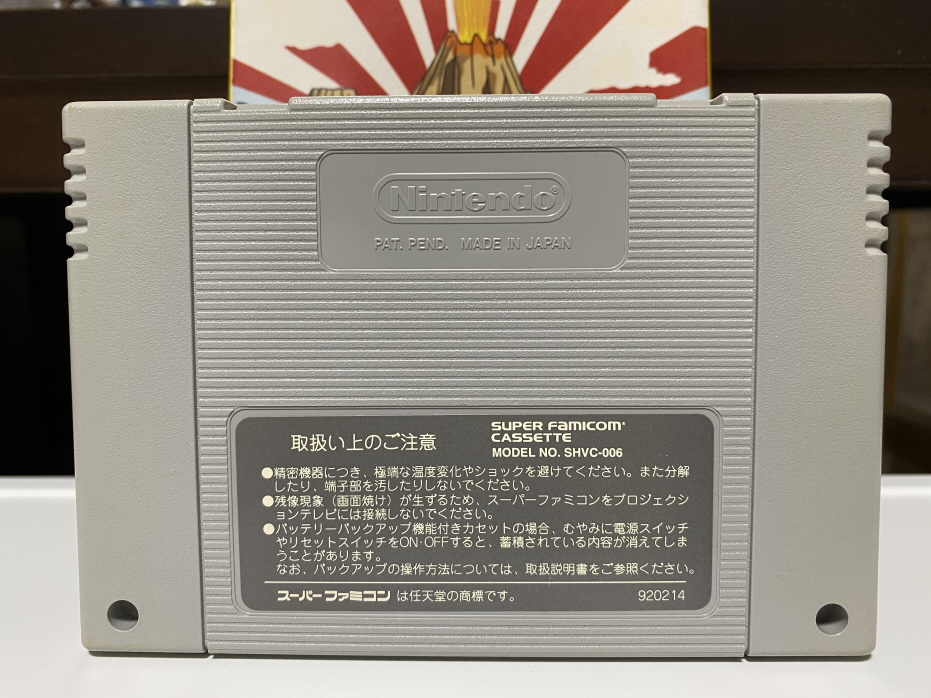 Nintendo®
PAT. PEND. MADE IN JAPAN
取扱い上のご注意
SUPER FAMICOM
CASSETTE
MODEL NO. SHVC-006
●精密機器につき、極端な温度変化やショックを避けてください。また分解
したり、端子部を汚したりしないでください。
●残像現象（画面焼け）が生ずるため、スーパーファミコンをプロジェクシ
ョンテレビには接続しないでください。
●バッテリーバックアップ機能付きカセットの場合、むやみに電源スイッチ
やリセットスイッチをON·OFFすると、蓄積されている内容が消えてしま
うことがあります。
なお、バックアップの操作方法については、取扱説明書をご参照ください。
スーパーファミコン は任天堂の商標です。 920214